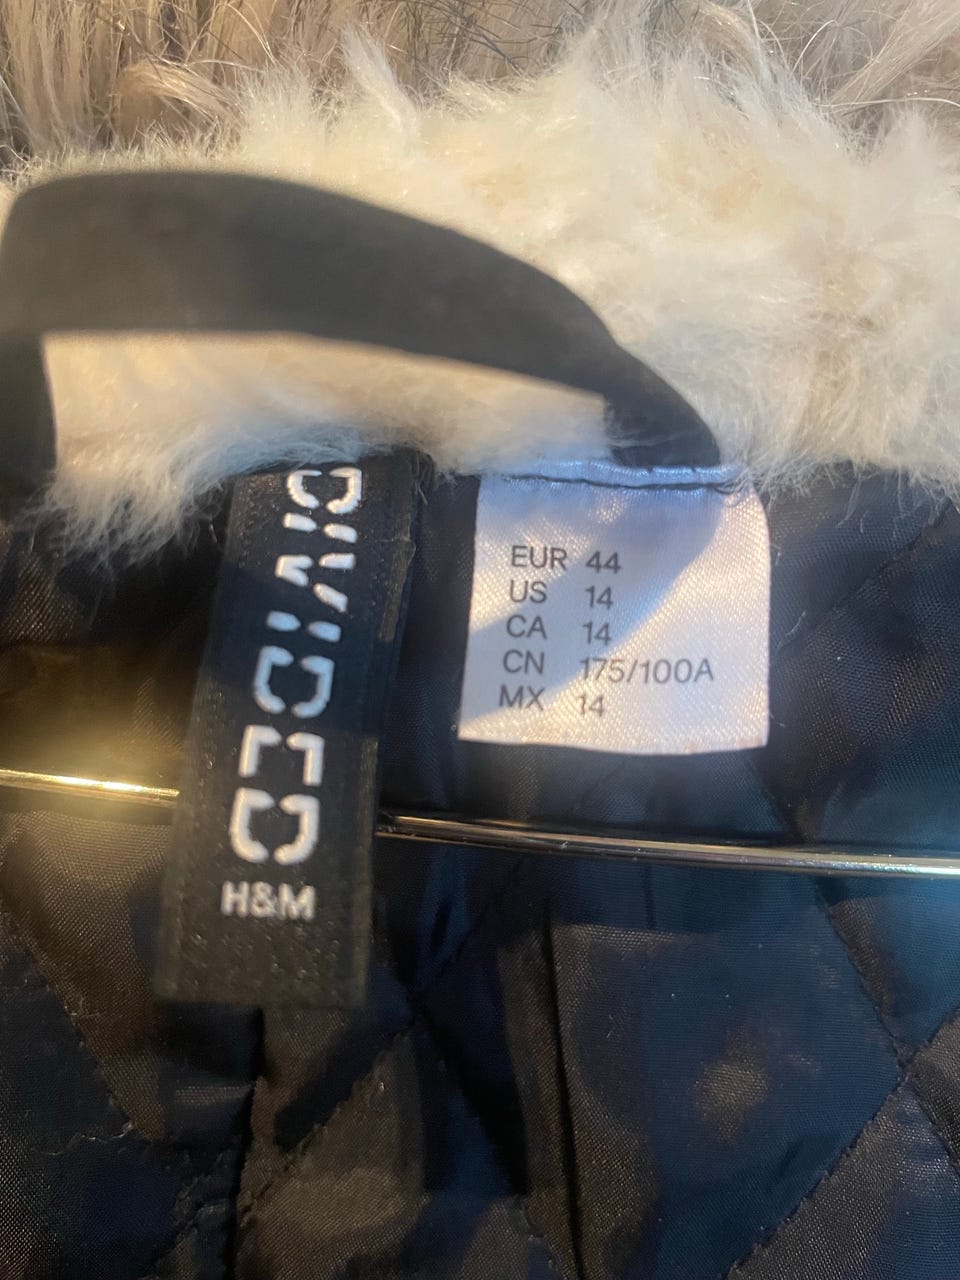 DIVIDED
H&M
EUR 44
US 14
CA 14
CN 175/100A
MX 14